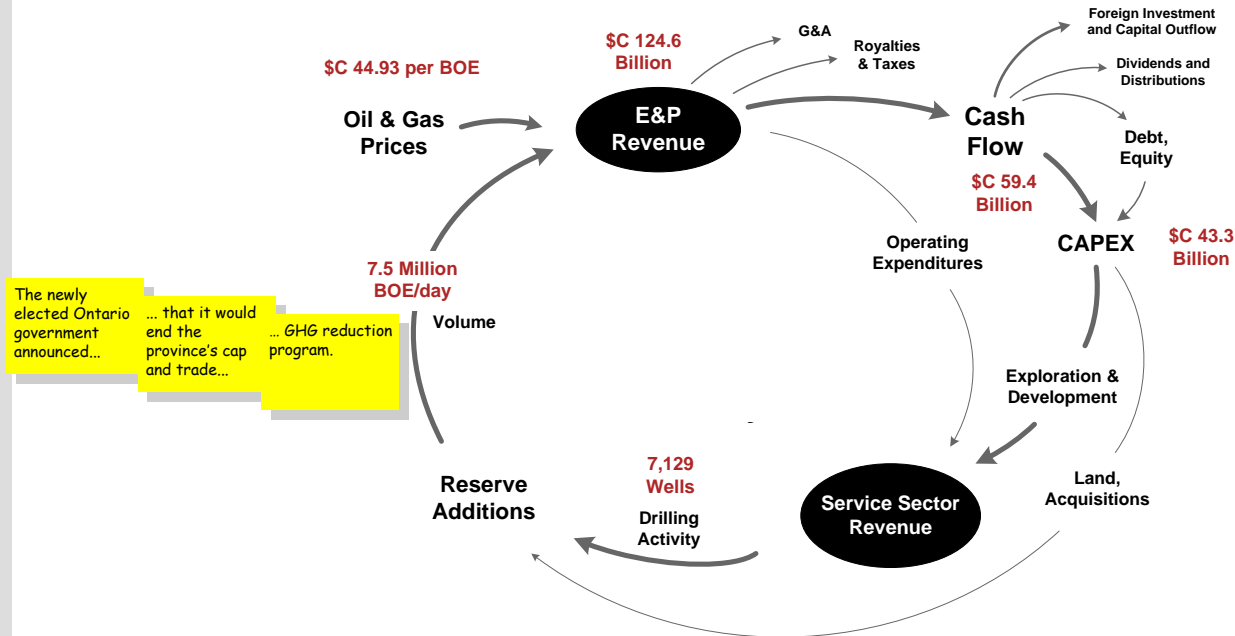 Foreign Investment
and Capital Outflow
G&A
$C 124.6
Billion
Royalties
& Taxes
Dividends and
Distributions
$C 44.93 per BOE
Oil & Gas
Prices
E&P
Revenue
Cash
Flow
Debt,
Equity
$C 59.4
Billion
CAPEX
$C 43.3
Billion
Operating
Expenditures
7.5 Million
BOE/day
Volume
The newly
elected Ontario
government
announced...
... that it would
end the
province's cap
and trade...
... GHG reduction
program.
Exploration &
Development
7,129
Wells
Drilling
Activity
Reserve
Additions
Service Sector
Revenue
Land,
Acquisitions